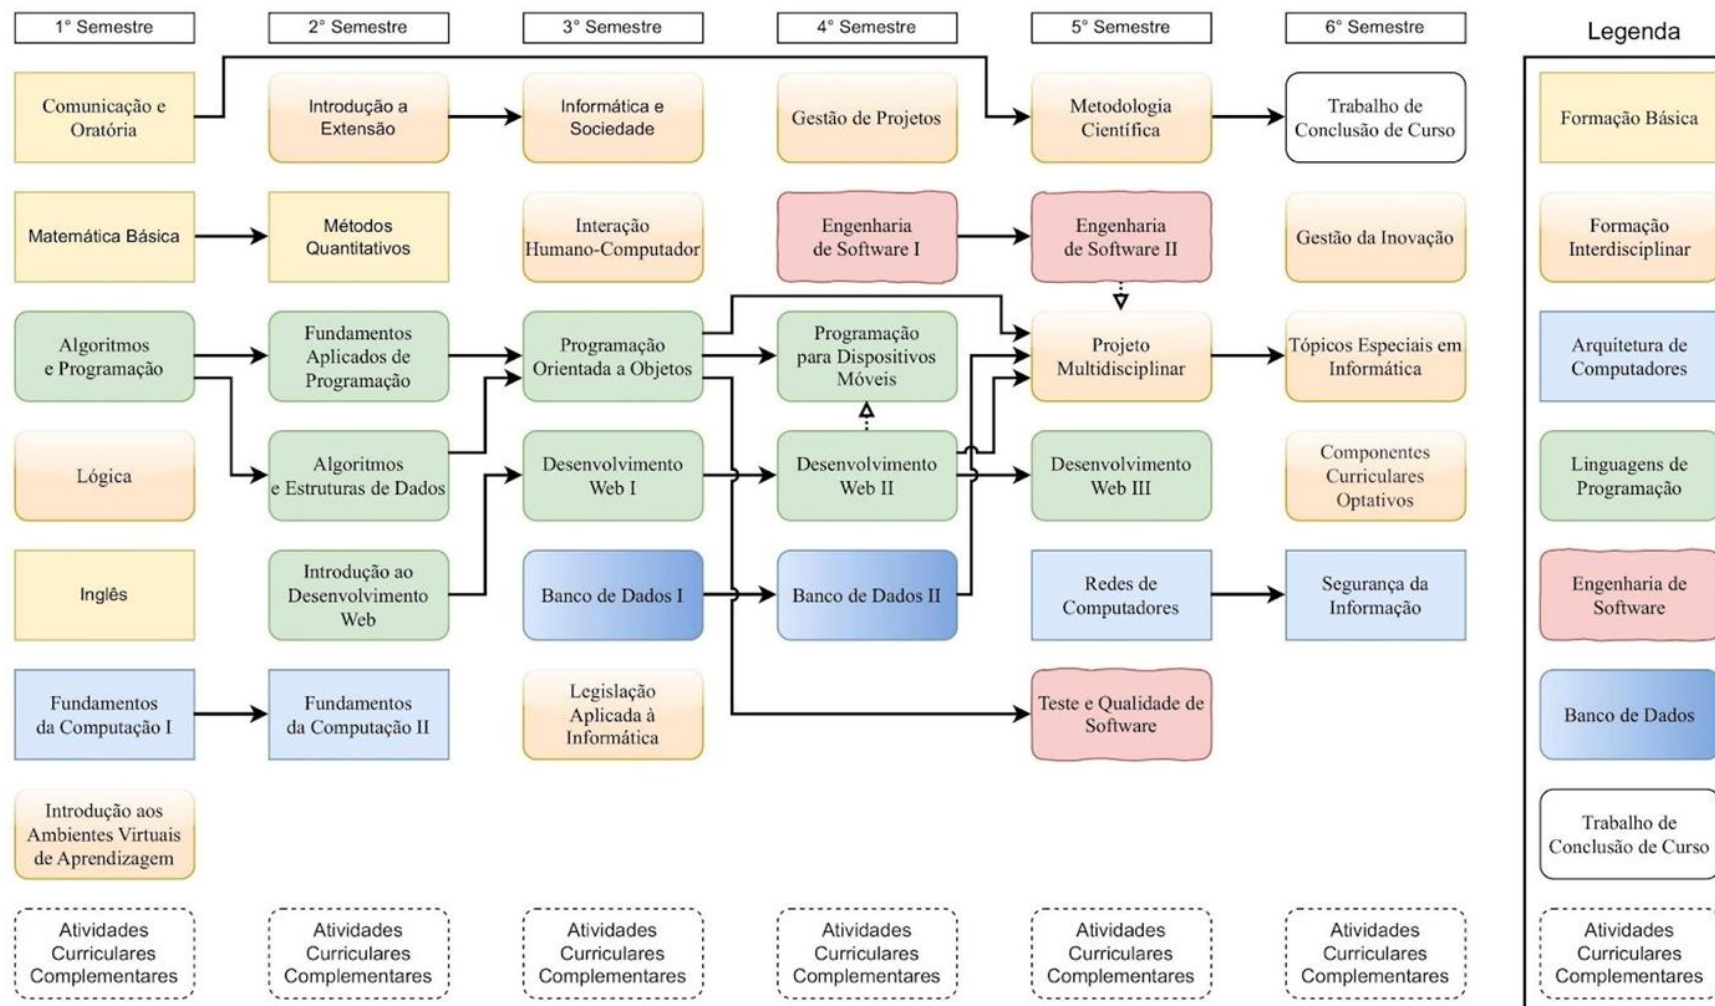 1° Semestre
2° Semestre
3° Semestre
4° Semestre
5° Semestre
6° Semestre
Legenda
Comunicação e
Oratória
Introdução a
Extensão
Informática e
Sociedade
Gestão de Projetos
Metodologia
Científica
Trabalho de
Conclusão de Curso
Formação Básica
Matemática Básica
Métodos
Quantitativos
Interação
Humano-Computador
Engenharia
de Software I
Engenharia
de Software II
Gestão da Inovação
Formação
Interdisciplinar
Algoritmos
e Programação
Fundamentos
Aplicados de
Programação
Programação
Orientada a Objetos
Programação
para Dispositivos
Móveis
Projeto
Multidisciplinar
Tópicos Especiais em
Informática
Arquitetura de
Computadores
Lógica
Algoritmos
e Estruturas de Dados
Desenvolvimento
Web I
Desenvolvimento
Web II
Desenvolvimento
Web III
Componentes
Curriculares
Optativos
Linguagens de
Programação
Inglês
Introdução ao
Desenvolvimento
Web
Banco de Dados I
Banco de Dados II
Redes de
Computadores
Segurança da
Informação
Engenharia de
Software
Fundamentos
da Computação I
Fundamentos
da Computação II
Legislação
Aplicada à
Informática
Teste e Qualidade de
Software
Banco de Dados
Introdução aos
Ambientes Virtuais
de Aprendizagem
Trabalho de
Conclusão de Curso
Atividades
Curriculares
Complementares
Atividades
Curriculares
Complementares
Atividades
Curriculares
Complementares
Atividades
Curriculares
Complementares
Atividades
Curriculares
Complementares
Atividades
Curriculares
Complementares
Atividades
Curriculares
Complementares